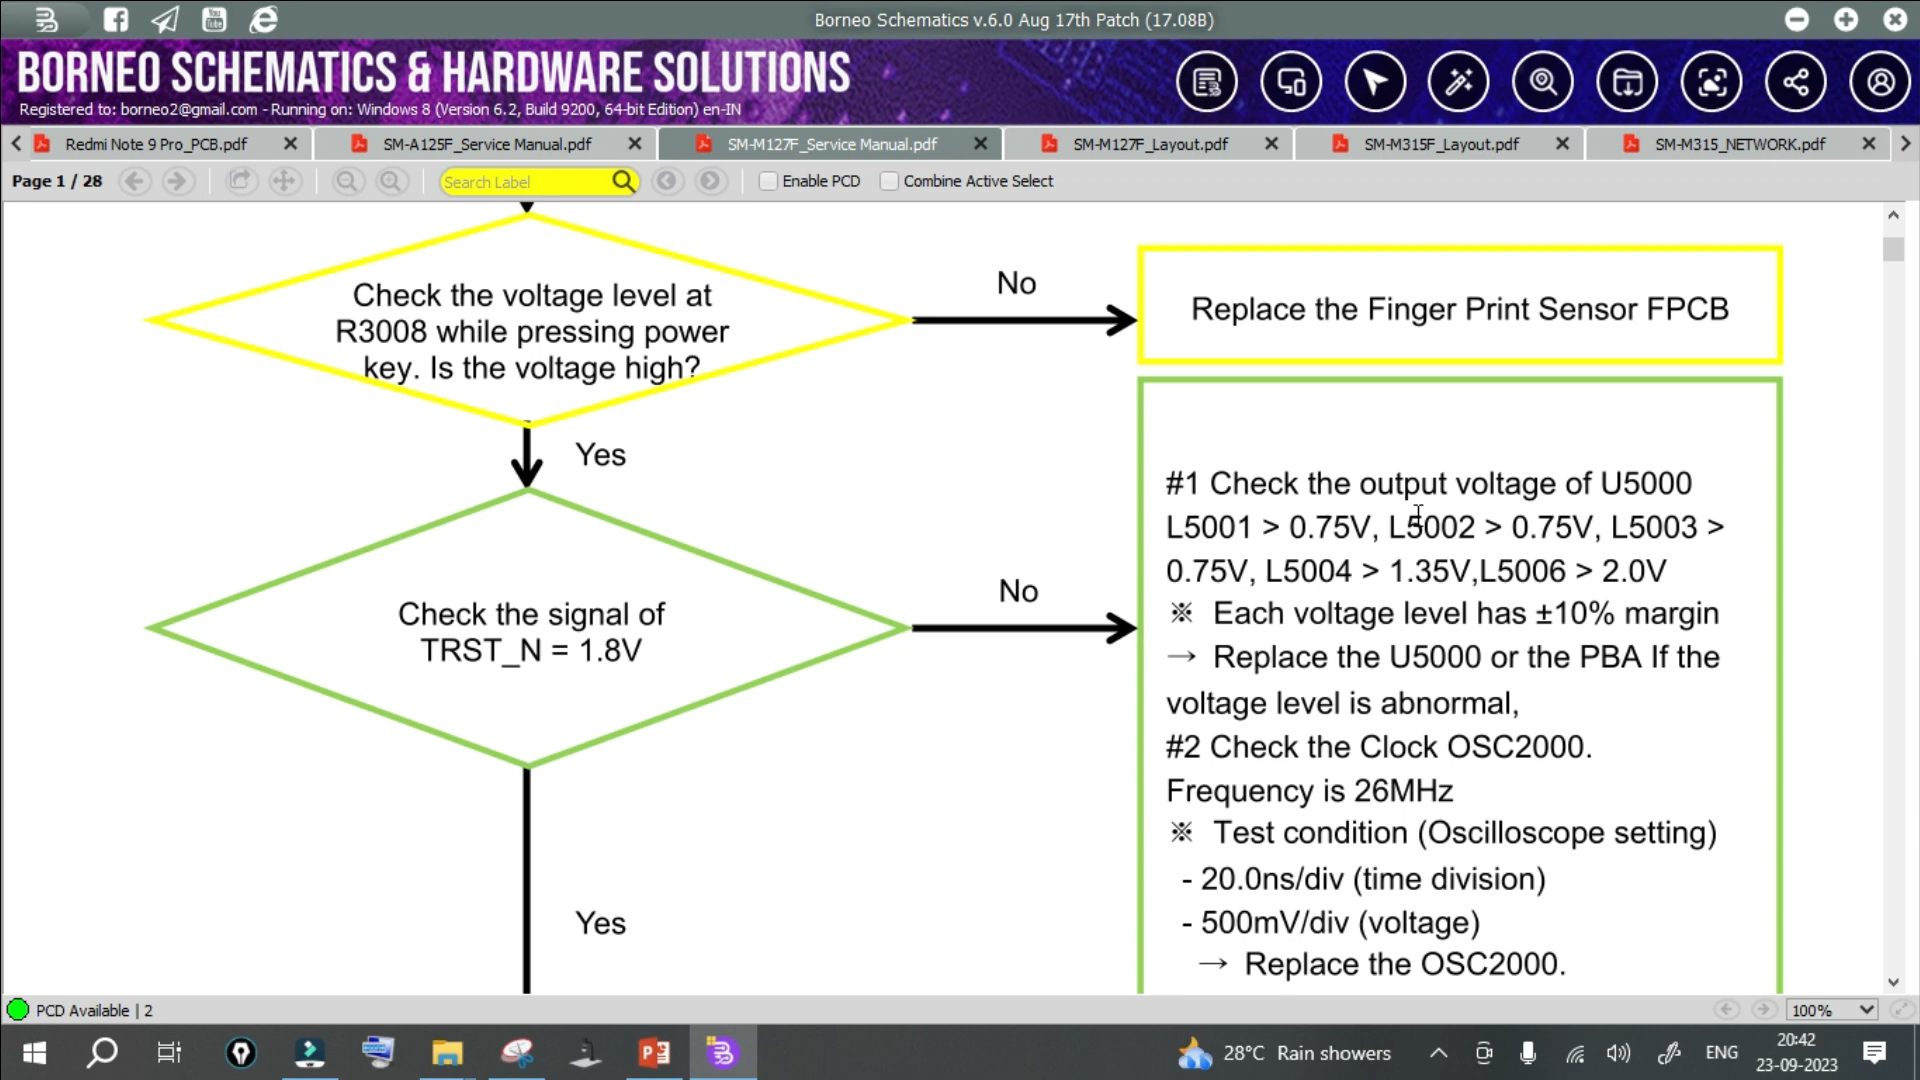 Borneo Schematics v.6.0 Aug 17th Patch (17.08B)
BORNEO SCHEMATICS & HARDWARE SOLUTIONS
Registered to: borneo2@gmail.com - Running on: Windows 8 (Version 6.2, Build 9200, 64-bit Edition) en-IN
Redmi Note 9 Pro_PCB.pdf
SM-A125F_Service Manual.pdf
SM-M127F_Service Manual.pdf
SM-M127F_Layout.pdf
SM-M315F_Layout.pdf
SM-M315_NETWORK.pdf
Page 1 / 28
Search Label
Enable PCD
Combine Active Select
Check the voltage level at
R3008 while pressing power
key. Is the voltage high?
No
Replace the Finger Print Sensor FPCB
Yes
Check the signal of
TRST_N = 1.8V
No
#1 Check the output voltage of U5000
L5001 > 0.75V, L5002 > 0.75V, L5003 >
0.75V, L5004 > 1.35V,L5006 > 2.0V
※ Each voltage level has ±10% margin
→ Replace the U5000 or the PBA If the
voltage level is abnormal,
#2 Check the Clock OSC2000.
Frequency is 26MHz
※ Test condition (Oscilloscope setting)
- 20.0ns/div (time division)
- 500mV/div (voltage)
→ Replace the OSC2000.
Yes
PCD Available | 2
100%
28°C Rain showers
ENG
20:42
23-09-2023